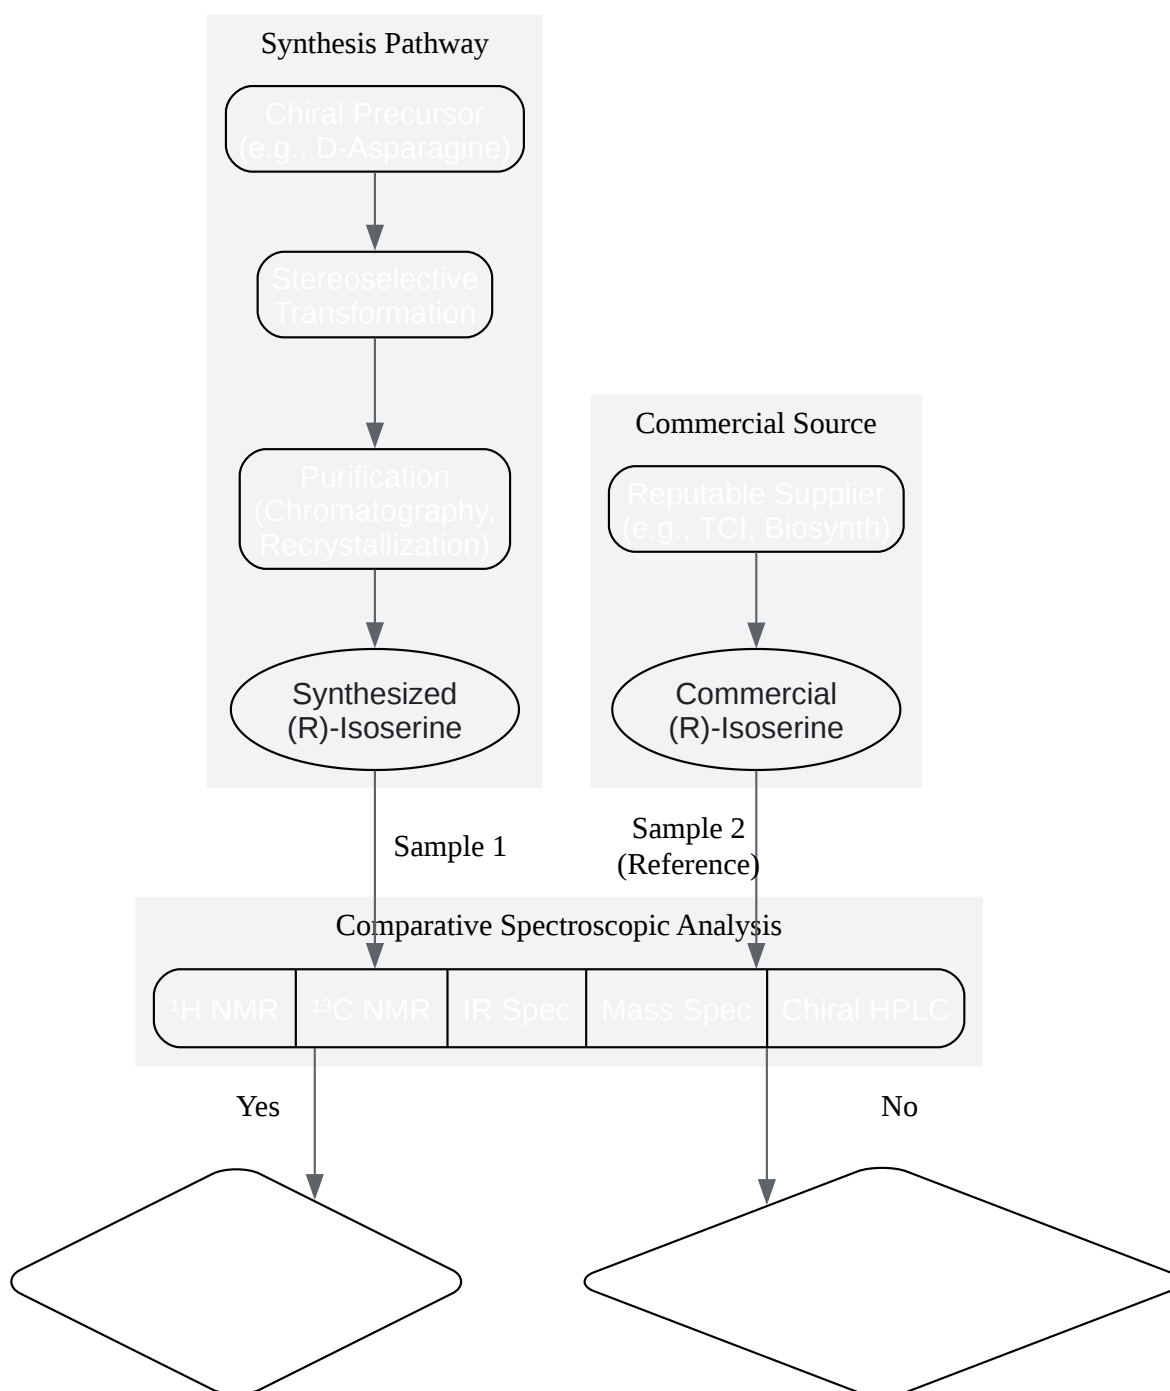 Synthesis Pathway
Chiral Precursor
(e.g., D-Asparagine)
Stereoselective
Transformation
Purification
(Chromatography,
Recrystallization)
Synthesized
(R)-Isoserine
Commercial Source
Reputable Supplier
(e.g., TCI, Biosynth)
Commercial
(R)-Isoserine
Sample 1
Sample 2
(Reference)
Comparative Spectroscopic Analysis
¹H NMR
¹³C NMR
IR Spec
Mass Spec
Chiral HPLC
Yes
No